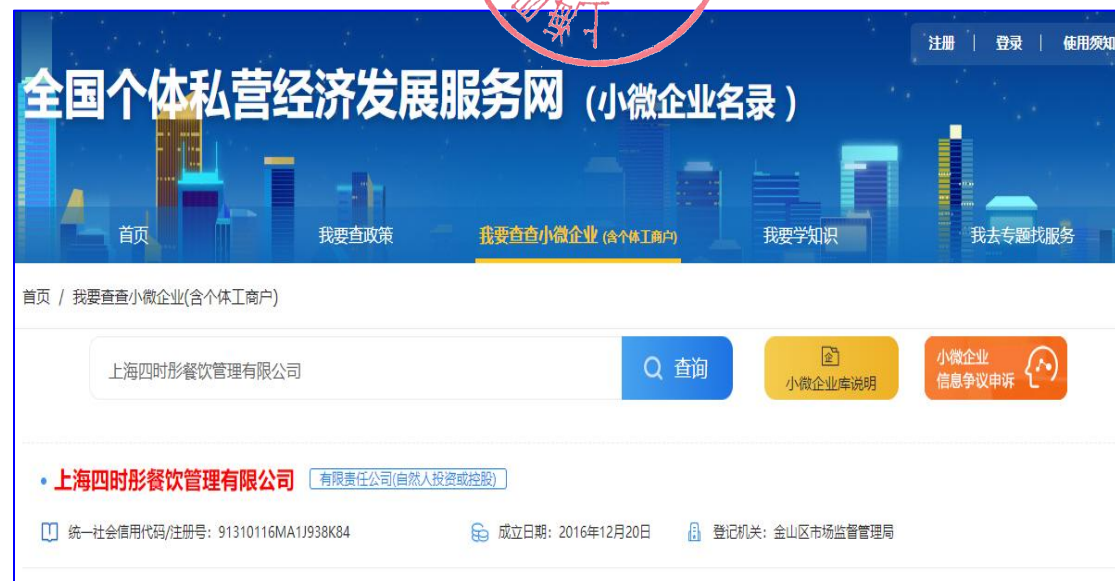 注册 | 登录 | 使用须知
全国个体私营经济发展服务网（小微企业名录）
首页 我要查政策 我要查查小微企业 (含个体工商户) 我要学知识 我去专题找服务
首页 / 我要查查小微企业(含个体工商户)
上海四时彤餐饮管理有限公司 查询 小微企业库说明 小微企业
信息争议申诉
上海四时彤餐饮管理有限公司 有限责任公司(自然人投资或控股)
统一社会信用代码/注册号：91310116MA1J938K84 成立日期：2016年12月20日 登记机关：金山区市场监督管理局